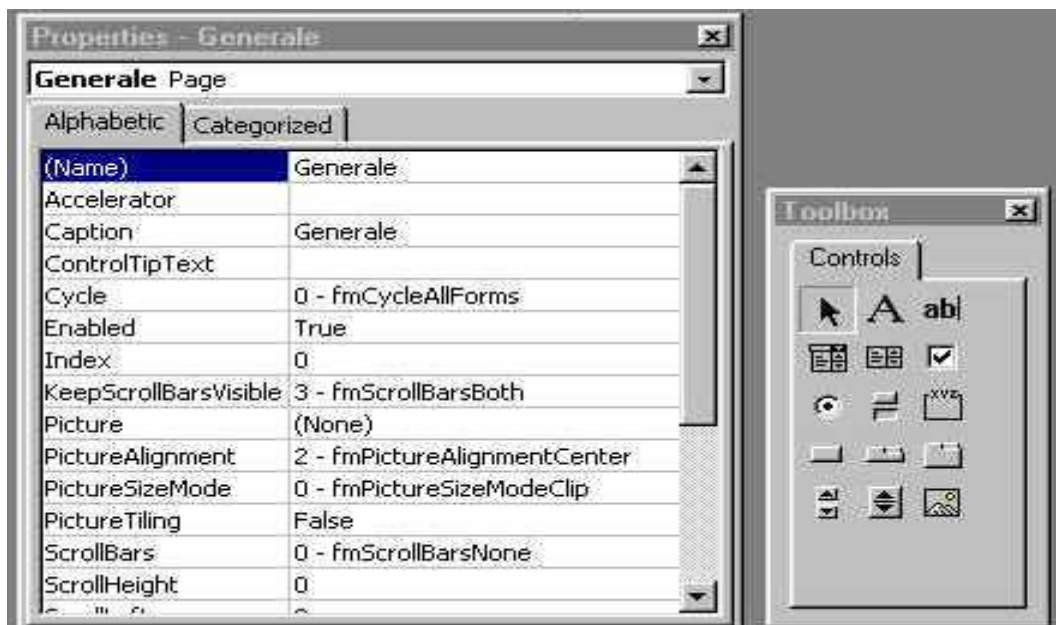 Properties - Generale
Generale Page
Alphabetic Categorized
(Name) Generale
Accelerator
Caption Generale
ControlTipText
Cycle 0 - fmCycleAllForms
Enabled True
Index 0
KeepScrollBarsVisible 3 - fmScrollBarsBoth
Picture (None)
PictureAlignment 2 - fmPictureAlignmentCenter
PictureSizeMode 0 - fmPictureSizeModeClip
PictureTiling False
ScrollBars 0 - fmScrollBarsNone
ScrollHeight 0
Toolbox
Controls
A ab
xyz